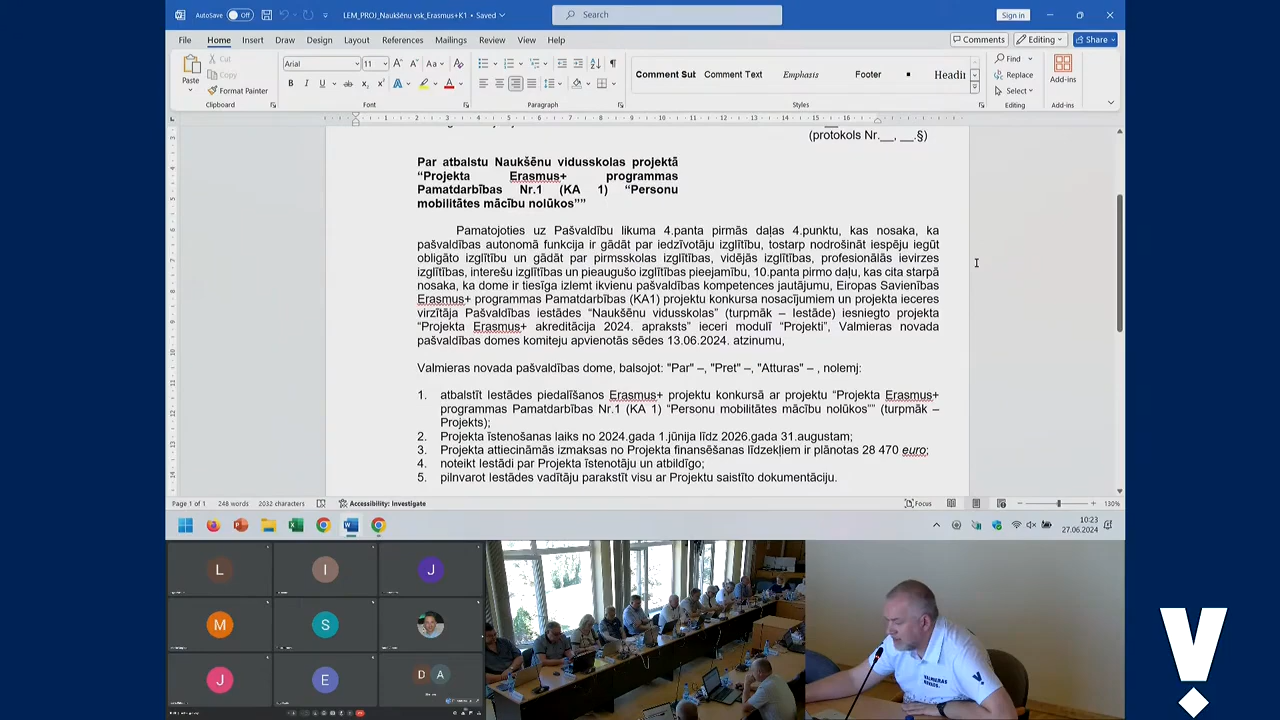 AutoSave Off LEM_PROJ_Naukšēnu vsk_Erasmus+K1 • Saved Search Sign in
File Home Insert Draw Design Layout References Mailings Review View Help Comments Editing Share
Paste Cut Copy Format Painter
Arial
Comment Sub Comment Text Emphasis Footer Headi
Find Replace Select Add-ins
Clipboard Font Paragraph Styles Editing Add-ins
(protokols Nr.__, __.§)
Par atbalstu Naukšēnu vidusskolas projektā
“Projekta Erasmus+ programmas
Pamatdarbības Nr.1 (KA 1) “Personu
mobilitātes mācību nolūkos””
Pamatojoties uz Pašvaldību likuma 4.panta pirmās daļas 4.punktu, kas nosaka, ka
pašvaldības autonomā funkcija ir gādāt par iedzīvotāju izglītību, tostarp nodrošināt iespēju iegūt
obligāto izglītību un gādāt par pirmsskolas izglītības, vidējās izglītības, profesionālās ievirzes
izglītības, interešu izglītības un pieaugušo izglītības pieejamību, 10.panta pirmo daļu, kas cita starpā
nosaka, ka dome ir tiesīga izlemt ikvienu pašvaldības kompetences jautājumu, Eiropas Savienības
Erasmus+ programmas Pamatdarbības (KA1) projektu konkursa nosacījumiem un projekta ieceres
virzītāja Pašvaldības iestādes “Naukšēnu vidusskolas” (turpmāk – Iestāde) iesniegto projekta
“Projekta Erasmus+ akreditācija 2024. apraksts” ieceri modulī “Projekti”, Valmieras novada
pašvaldības domes komiteju apvienotās sēdes 13.06.2024. atzinumu,
Valmieras novada pašvaldības dome, balsojot: "Par" –, "Pret" –, "Atturas" – , nolemj:
1. atbalstīt Iestādes piedalīšanos Erasmus+ projektu konkursā ar projektu “Projekta Erasmus+
programmas Pamatdarbības Nr.1 (KA 1) “Personu mobilitātes mācību nolūkos”” (turpmāk –
Projekts);
2. Projekta īstenošanas laiks no 2024.gada 1.jūnija līdz 2026.gada 31.augustam;
3. Projekta attiecināmās izmaksas no Projekta finansēšanas līdzekļiem ir plānotas 28 470 euro;
4. noteikt Iestādi par Projekta īstenotāju un atbildīgo;
5. pilnvarot Iestādes vadītāju parakstīt visu ar Projektu saistīto dokumentāciju.
Page 1 of 1 248 words 2032 characters Accessibility: Investigate Focus 130%
10:23
27.06.2024
L I J
M S
J E D A
VALMIERAS
NOVADS